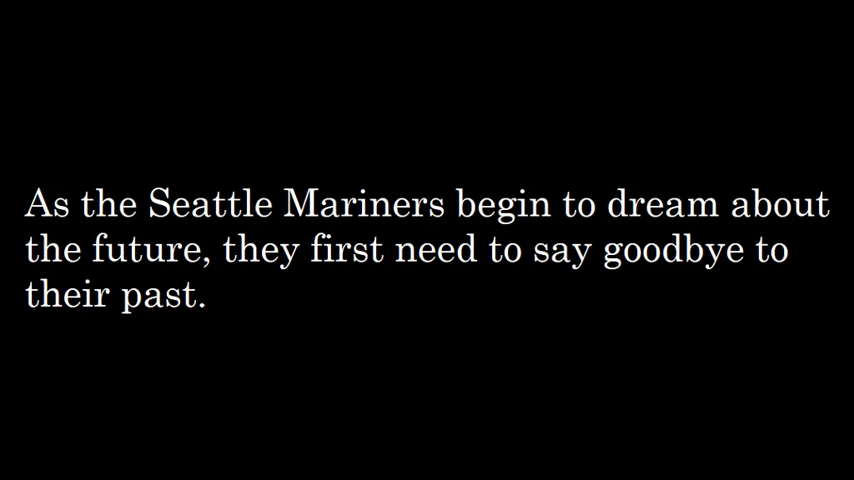 As the Seattle Mariners begin to dream about
the future, they first need to say goodbye to
their past.